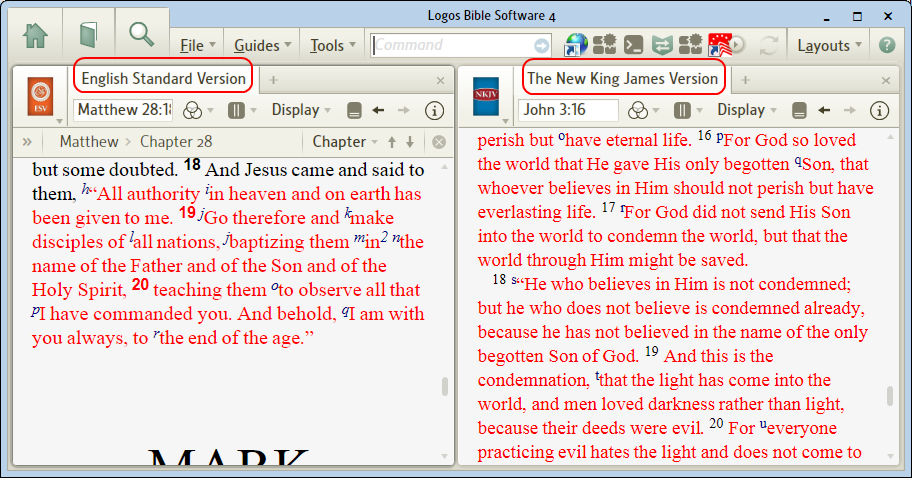 Logos Bible Software 4
File Guides Tools Command Layouts
English Standard Version
ESV
Matthew 28:18
Display
Matthew > Chapter 28 Chapter
but some doubted. 18 And Jesus came and said to
them, h“All authority iin heaven and on earth has
been given to me. 19 jGo therefore and kmake
disciples of lall nations, jbaptizing them min2 nthe
name of the Father and of the Son and of the
Holy Spirit, 20 teaching them oto observe all that
pI have commanded you. And behold, qI am with
you always, to rthe end of the age.”
MARK
The New King James Version
NKJV
John 3:16
Display
perish but ohave eternal life. 16 pFor God so loved
the world that He gave His only begotten qSon, that
whoever believes in Him should not perish but have
everlasting life. 17 rFor God did not send His Son
into the world to condemn the world, but that the
world through Him might be saved.
18 s“He who believes in Him is not condemned;
but he who does not believe is condemned already,
because he has not believed in the name of the only
begotten Son of God. 19 And this is the
condemnation, tthat the light has come into the
world, and men loved darkness rather than light,
because their deeds were evil. 20 For ueveryone
practicing evil hates the light and does not come to